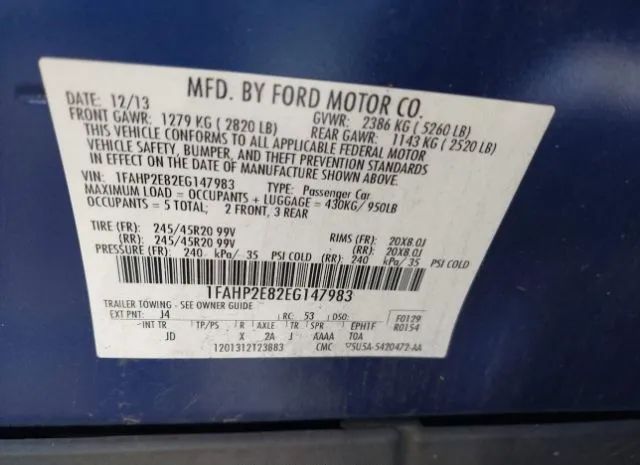 MFD. BY FORD MOTOR CO.
DATE: 12/13
GVWR: 2386 KG ( 5260 LB)
FRONT GAWR: 1279 KG ( 2820 LB)
REAR GAWR: 1143 KG ( 2520 LB)
THIS VEHICLE CONFORMS TO ALL APPLICABLE FEDERAL MOTOR
VEHICLE SAFETY, BUMPER, AND THEFT PREVENTION STANDARDS
IN EFFECT ON THE DATE OF MANUFACTURE SHOWN ABOVE.
VIN: 1FAHP2E82EG147983
TYPE: Passenger Car
MAXIMUM LOAD = OCCUPANTS + LUGGAGE = 430KG/ 950LB
OCCUPANTS = 5 TOTAL; 2 FRONT, 3 REAR
TIRE (FR): 245/45R20 99V
RIMS (FR): 20X8.0J
(RR): 245/45R20 99V
(RR): 20X8.0J
PRESSURE (FR): 240 kPa/ 35 PSI COLD
(RR): 240 kPa/ 35 PSI COLD
1FAHP2E82EG147983
TRAILER TOWING - SEE OWNER GUIDE
EXT PNT: J4 RC: 53 DSO:
F0129
R0154
INT TR TP/PS R AXLE TR SPR EPHIF
JD X 2A J AAAA T0A
1201312123883 CMC
5U5A-5420472-AA